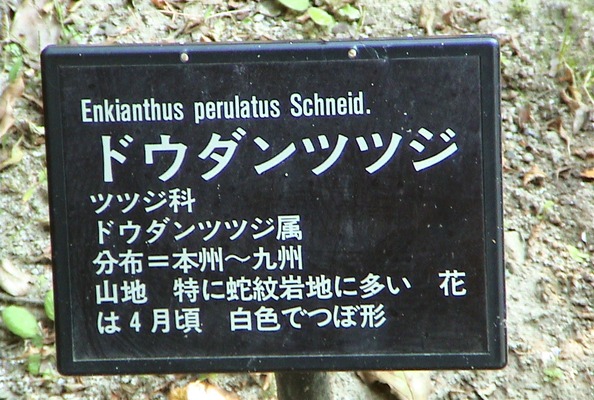 Enkianthus perulatus Schneid.
ドウダンツツジ
ツツジ科
ドウダンツツジ属
分布＝本州～九州
山地　特に蛇紋岩地に多い　花
は４月頃　白色でつぼ形